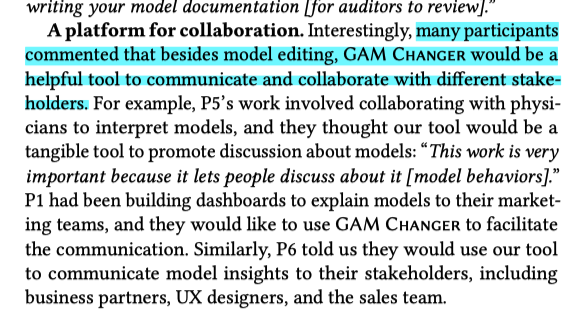 writing your model documentation [for auditors to review].”
A platform for collaboration. Interestingly, many participants
commented that besides model editing, GAM CHANGER would be a
helpful tool to communicate and collaborate with different stake-
holders. For example, P5’s work involved collaborating with physi-
cians to interpret models, and they thought our tool would be a
tangible tool to promote discussion about models: “This work is very
important because it lets people discuss about it [model behaviors].”
P1 had been building dashboards to explain models to their market-
ing teams, and they would like to use GAM CHANGER to facilitate
the communication. Similarly, P6 told us they would use our tool
to communicate model insights to their stakeholders, including
business partners, UX designers, and the sales team.